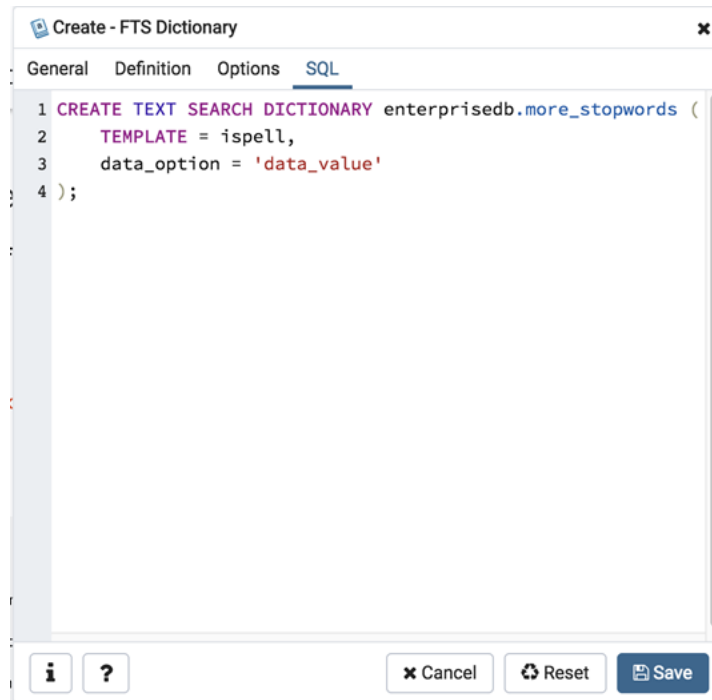 Create - FTS Dictionary
General Definition Options SQL
1 CREATE TEXT SEARCH DICTIONARY enterprisedb.more_stopwords (
2 TEMPLATE = ispell,
3 data_option = 'data_value'
4 );
i ? Cancel Reset Save